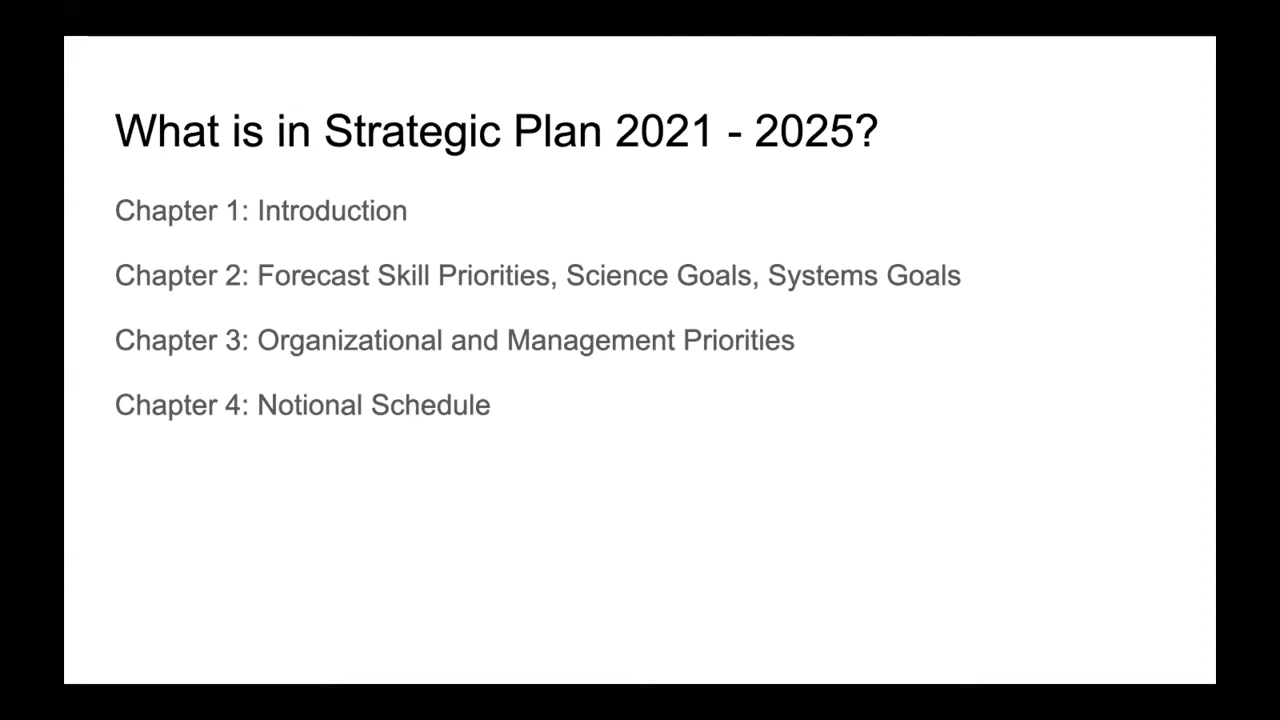 What is in Strategic Plan 2021 - 2025?
Chapter 1: Introduction
Chapter 2: Forecast Skill Priorities, Science Goals, Systems Goals
Chapter 3: Organizational and Management Priorities
Chapter 4: Notional Schedule